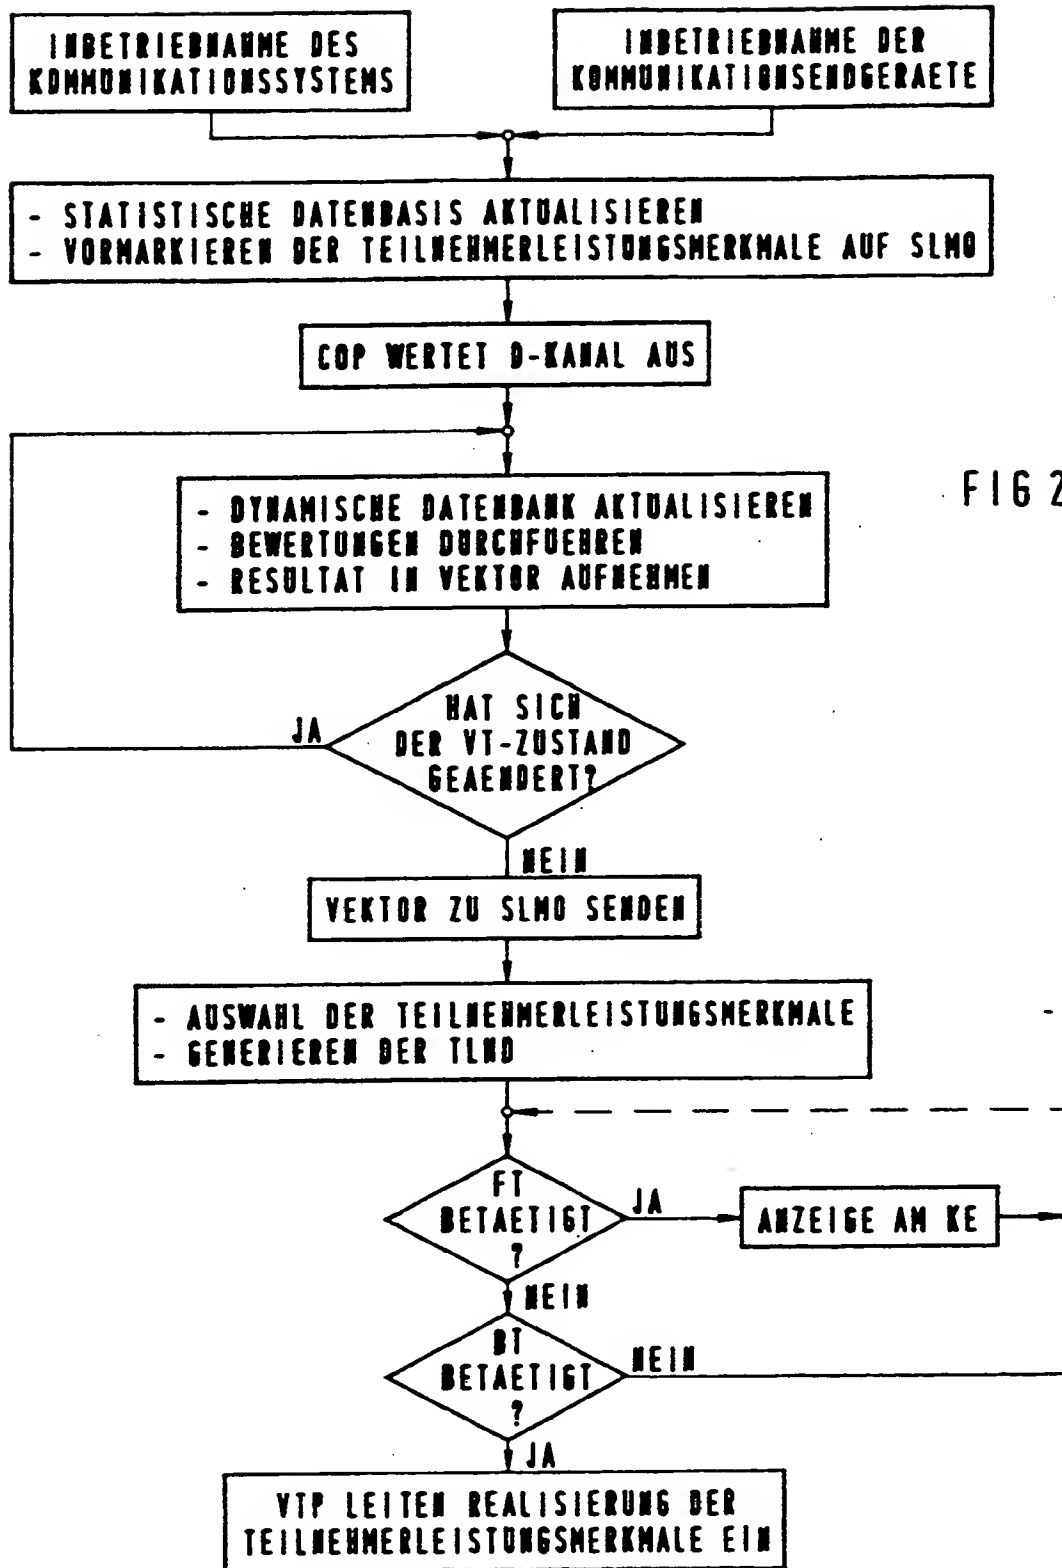 INBETRIEBNAHME DES
KOMMUNIKATIONSSYSTEMS
INBETRIEBNAHME DER
KOMMUNIKATIONSENDGERAETE
- STATISTISCHE DATENBASIS AKTUALISIEREN
- VORMARKIEREN DER TEILNEHMERLEISTUNGSMERKMALE AUF SLMO
COP WERTET D-KANAL AUS
FIG 2
- DYNAMISCHE DATENBANK AKTUALISIEREN
- BEWERTUNGEN DURCHFUEHREN
- RESULTAT IN VEKTOR AUFNEHMEN
HAT SICH
DER VT-ZUSTAND
GEAENDERT?
JA
NEIN
VEKTOR ZU SLMO SENDEN
- AUSWAHL DER TEILNEHMERLEISTUNGSMERKMALE
- GENERIEREN DER TLMD
FT
BETAETIGT
?
JA
ANZEIGE AM KE
NEIN
BT
BETAETIGT
?
NEIN
JA
VTP LEITEN REALISIERUNG DER
TEILNEHMERLEISTUNGSMERKMALE EIN